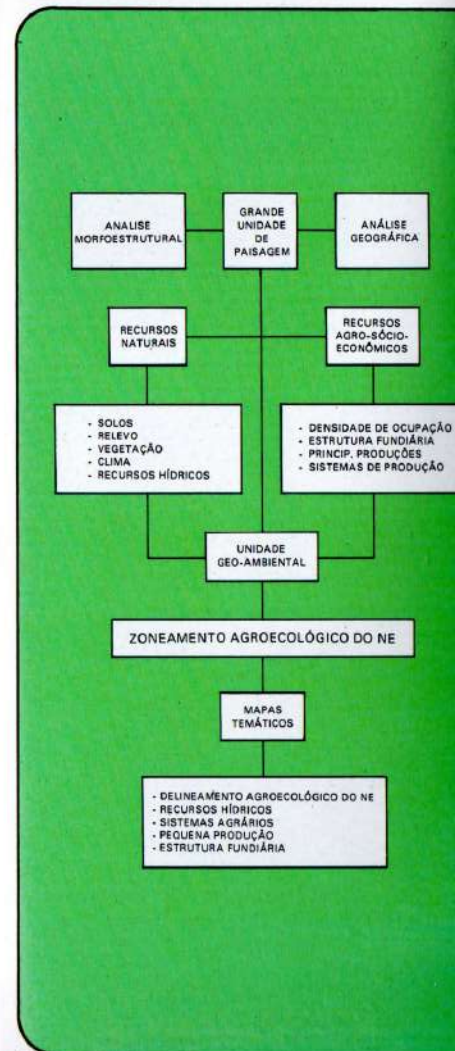 ANALISE
MORFOESTRUTURAL
GRANDE
UNIDADE
DE
PAISAGEM
ANÁLISE
GEOGRÁFICA
RECURSOS
NATURAIS
RECURSOS
AGRO-SÓCIO-
ECONÔMICOS
- SOLOS
- RELEVO
- VEGETAÇÃO
- CLIMA
- RECURSOS HÍDRICOS
- DENSIDADE DE OCUPAÇÃO
- ESTRUTURA FUNDIÁRIA
- PRINCIP. PRODUÇÕES
- SISTEMAS DE PRODUÇÃO
UNIDADE
GEO-AMBIENTAL
ZONEAMENTO AGROECOLÓGICO DO NE
MAPAS
TEMÁTICOS
- DELINEAMENTO AGROECOLÓGICO DO NE
- RECURSOS HÍDRICOS
- SISTEMAS AGRÁRIOS
- PEQUENA PRODUÇÃO
- ESTRUTURA FUNDIÁRIA